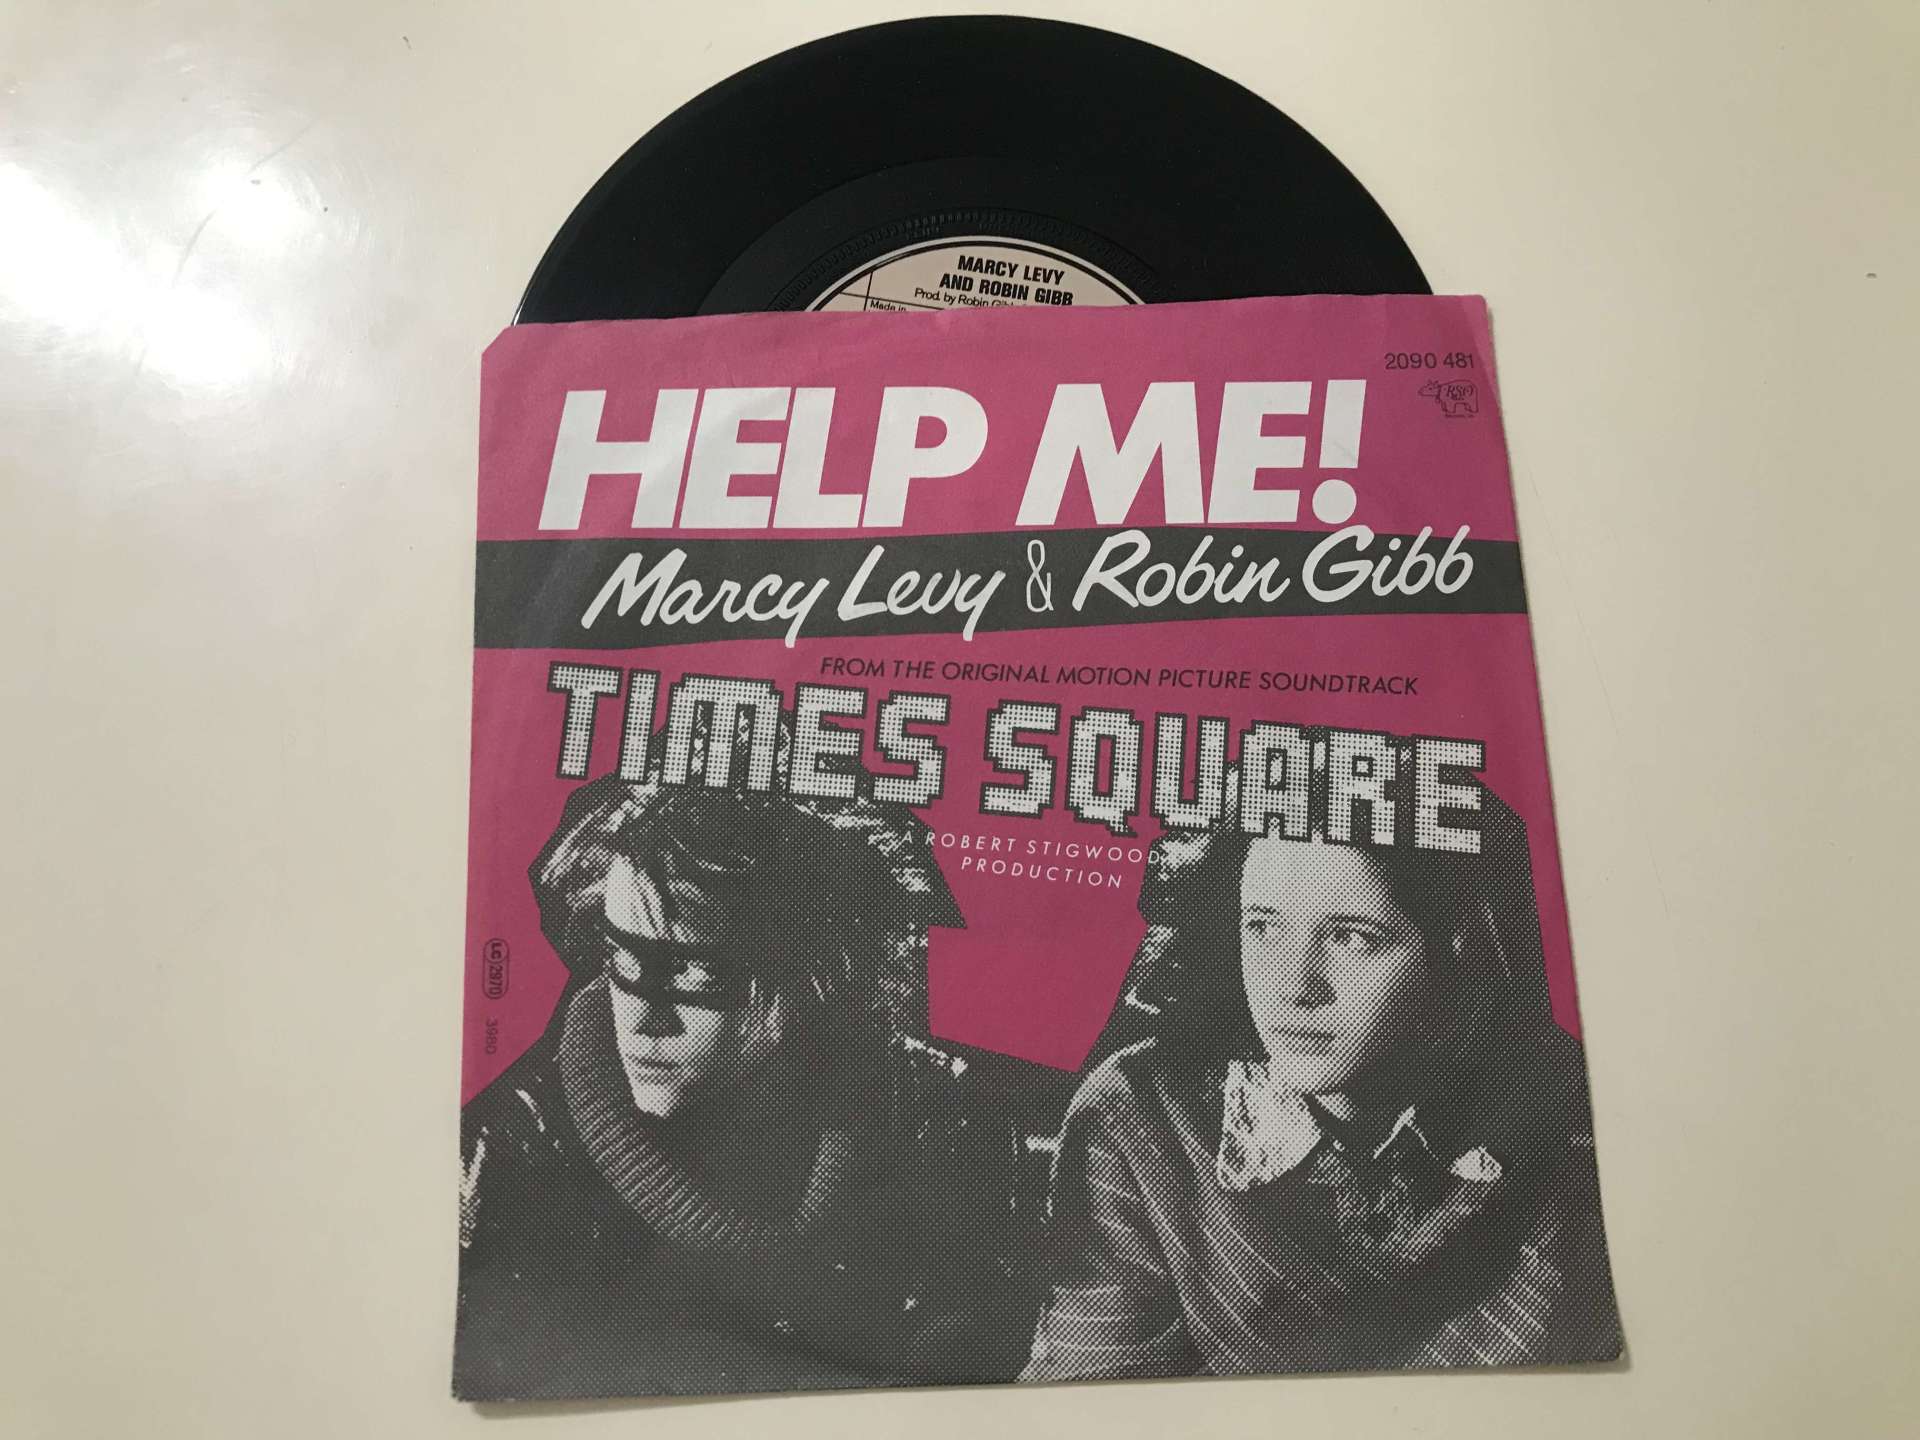 MARCY LEVY
AND ROBIN GIBB
Prod. by Robin
Made in
2090 481
RSO
HELP ME!
Marcy Levy & Robin Gibb
FROM THE ORIGINAL MOTION PICTURE SOUNDTRACK
TIMES SQUARE
A ROBERT STIGWOOD
PRODUCTION
LC 2970
3980